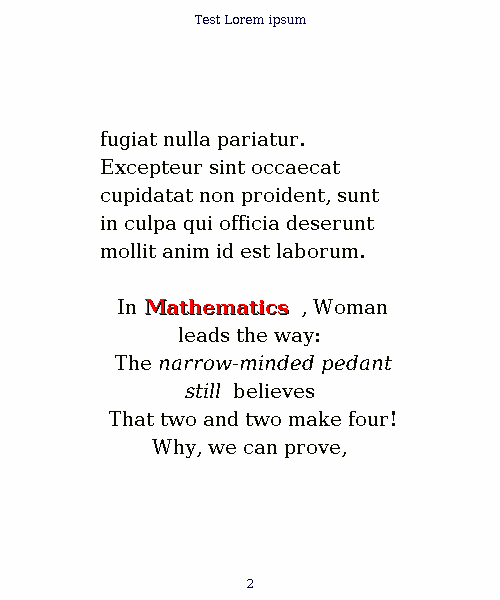 Test Lorem ipsum
fugiat nulla pariatur.
Excepteur sint occaecat
cupidatat non proident, sunt
in culpa qui officia deserunt
mollit anim id est laborum.
In Mathematics , Woman
leads the way:
The narrow-minded pedant
still believes
That two and two make four!
Why, we can prove,
2